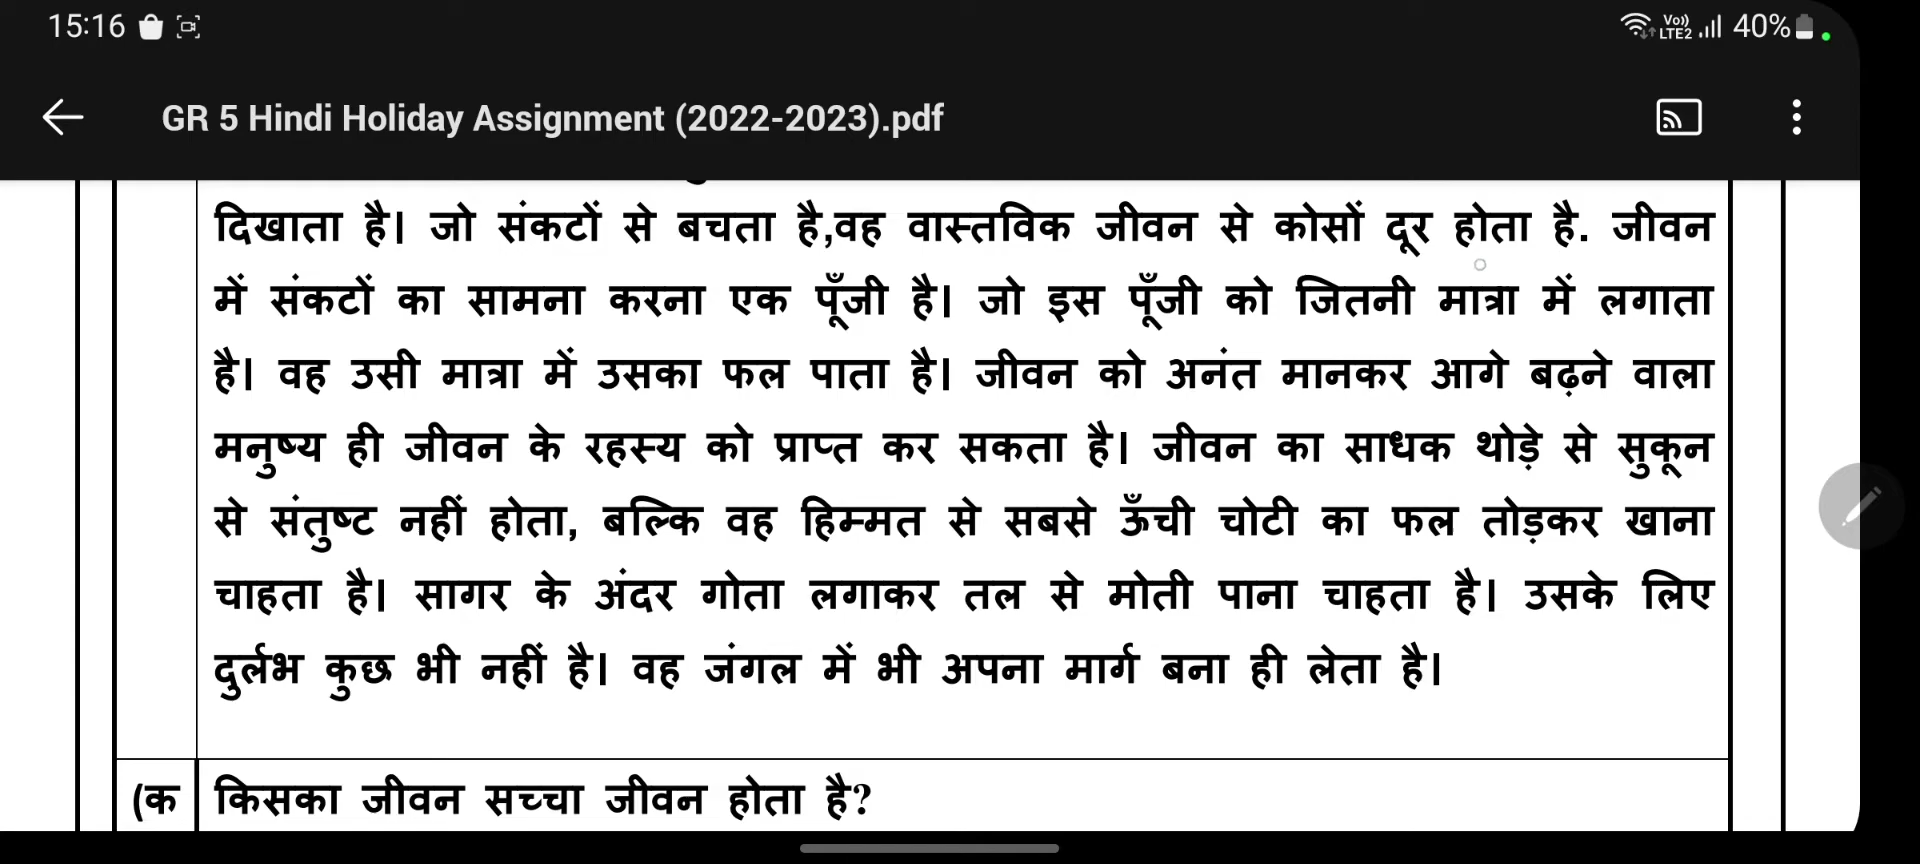 15:16 Vo)) LTE2 40%
GR 5 Hindi Holiday Assignment (2022-2023).pdf
दिखाता है। जो संकटों से बचता है,वह वास्तविक जीवन से कोसों दूर होता है. जीवन
में संकटों का सामना करना एक पूँजी है। जो इस पूँजी को जितनी मात्रा में लगाता
है। वह उसी मात्रा में उसका फल पाता है। जीवन को अनंत मानकर आगे बढ़ने वाला
मनुष्य ही जीवन के रहस्य को प्राप्त कर सकता है। जीवन का साधक थोड़े से सुकून
से संतुष्ट नहीं होता, बल्कि वह हिम्मत से सबसे ऊँची चोटी का फल तोड़कर खाना
चाहता है। सागर के अंदर गोता लगाकर तल से मोती पाना चाहता है। उसके लिए
दुर्लभ कुछ भी नहीं है। वह जंगल में भी अपना मार्ग बना ही लेता है।
(क किसका जीवन सच्चा जीवन होता है?